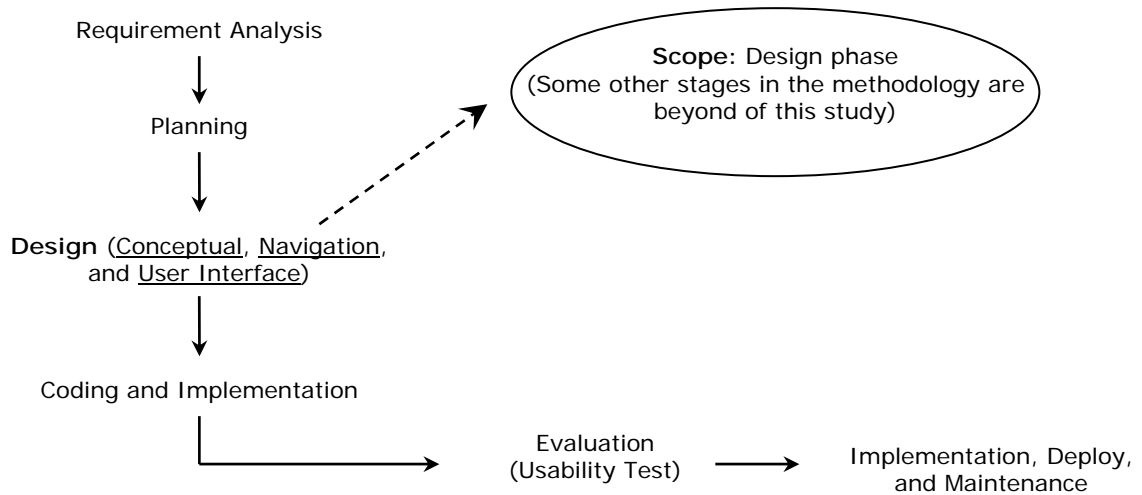 Requirement Analysis
Scope: Design phase
(Some other stages in the methodology are
beyond of this study)
Planning
Design (Conceptual, Navigation,
and User Interface)
Coding and Implementation
Evaluation
(Usability Test)
Implementation, Deploy,
and Maintenance